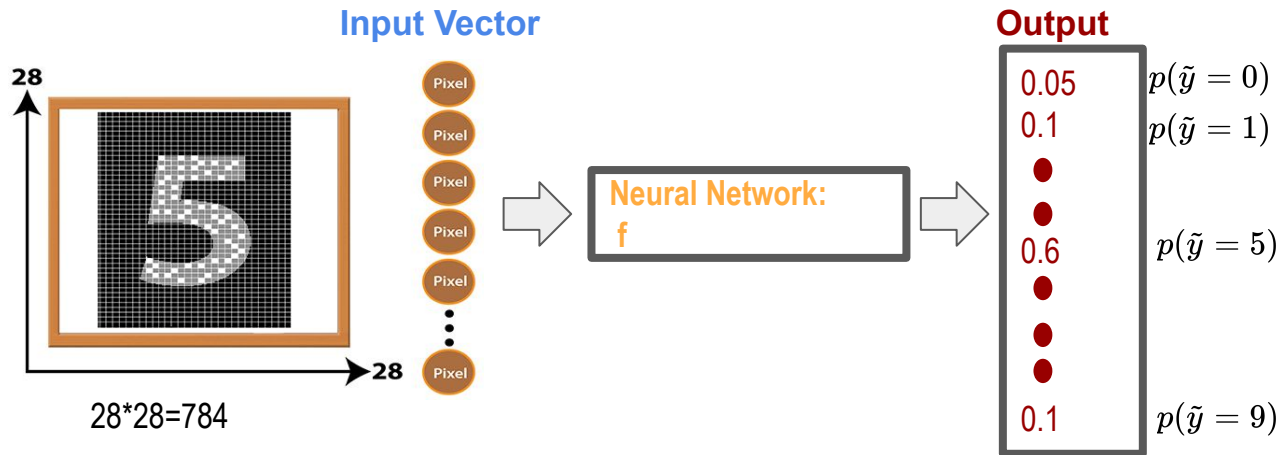 Input Vector
Output
28
Pixel
Pixel
Pixel
Pixel
Pixel
Pixel
28
28*28=784
5
Neural Network:
f
0.05
0.1
0.6
0.1
p(ỹ = 0)
p(ỹ = 1)
p(ỹ = 5)
p(ỹ = 9)